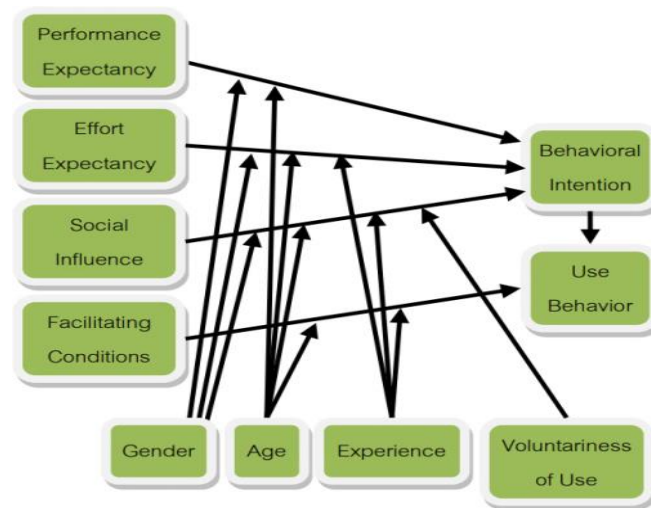 Performance
Expectancy
Effort
Expectancy
Social
Influence
Facilitating
Conditions
Behavioral
Intention
Use
Behavior
Gender
Age
Experience
Voluntariness
of Use